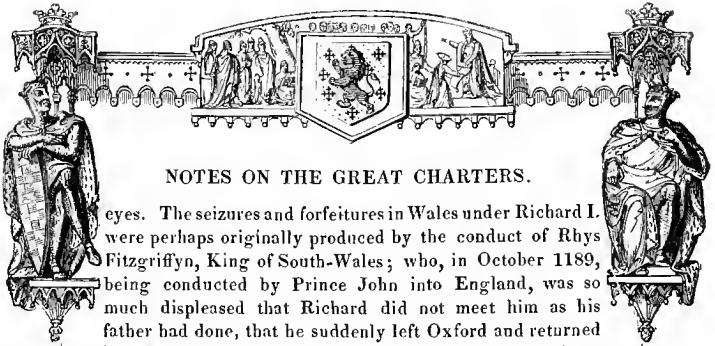 NOTES ON THE GREAT CHARTERS.
eyes. The seizures and forfeitures in Wales under Richard I.
were perhaps originally produced by the conduct of Rhys
Fitzgriffyn, King of South-Wales; who, in October 1189,
being conducted by Prince John into England, was so
much displeased that Richard did not meet him as his
father had done, that he suddenly left Oxford and returned